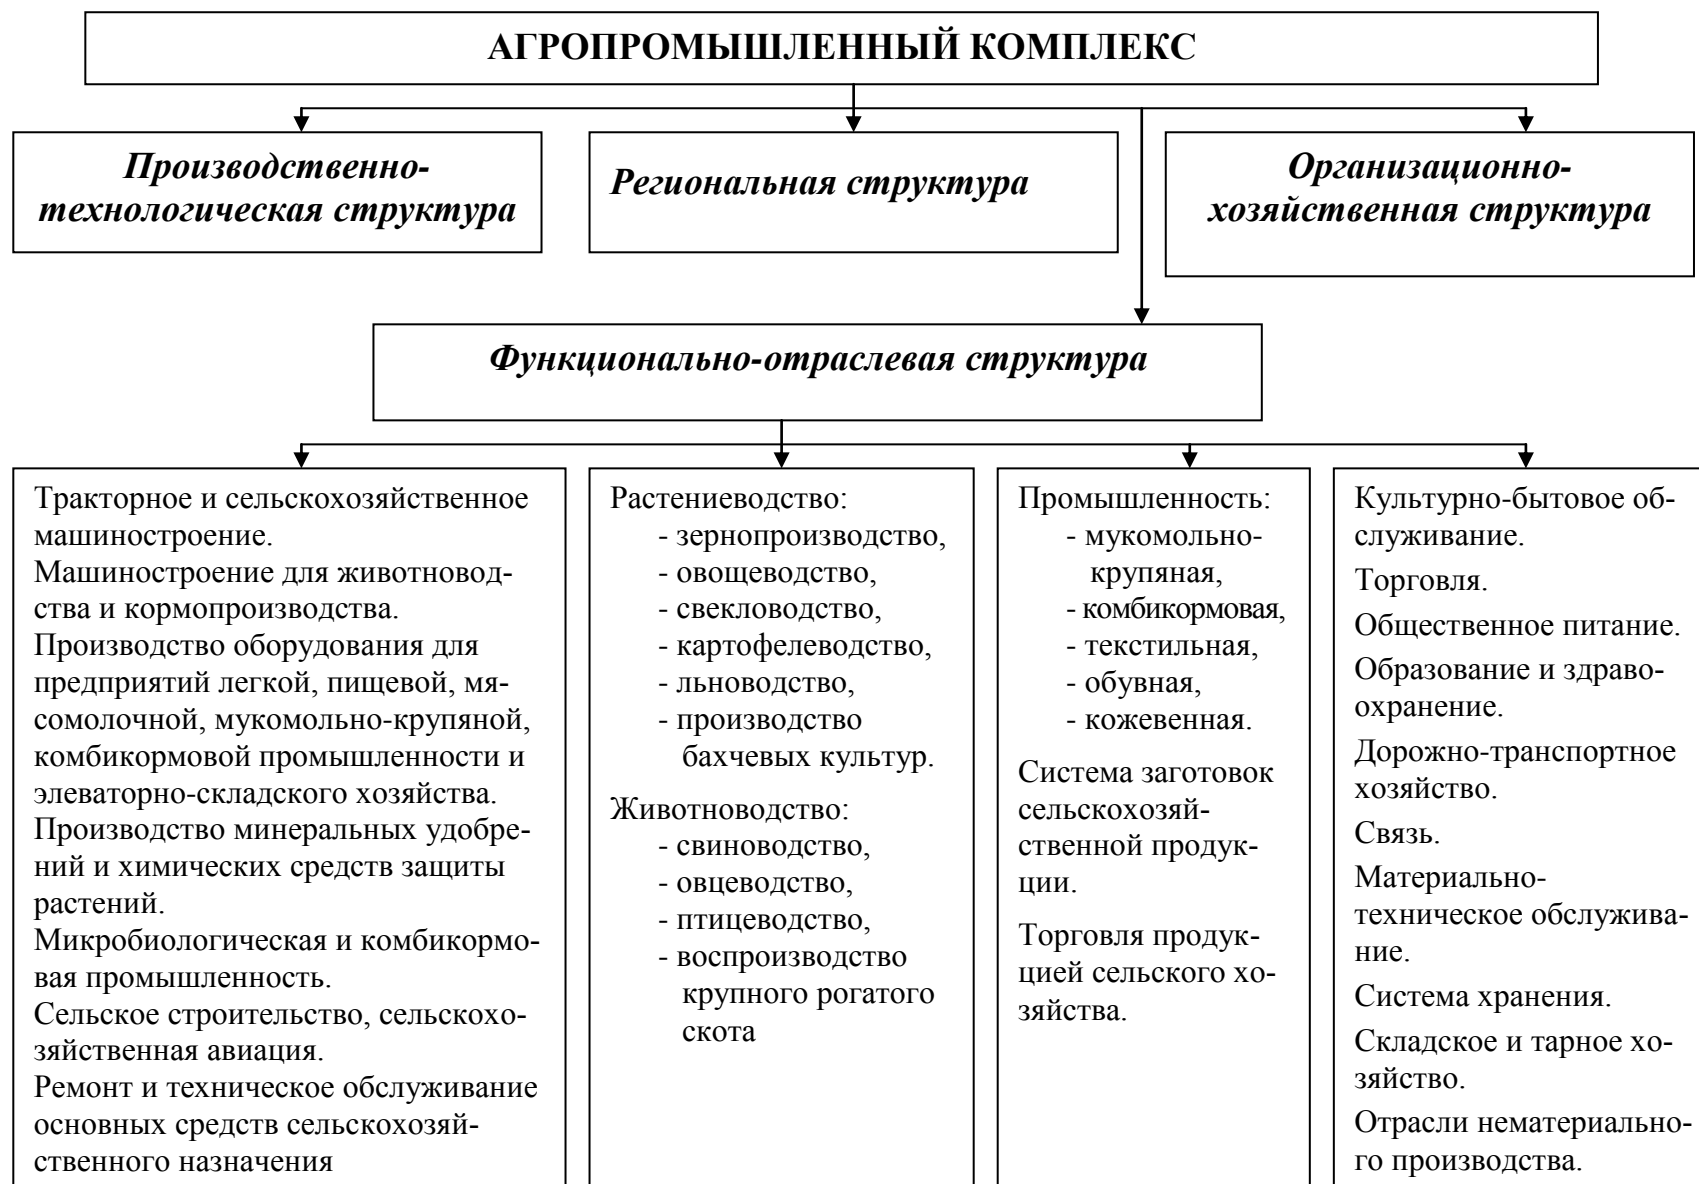 АГРОПРОМЫШЛЕННЫЙ КОМПЛЕКС
Производственно-
технологическая структура
Региональная структура
Организационно-
хозяйственная структура
Функционально-отраслевая структура
Тракторное и сельскохозяйственное
машиностроение.
Машиностроение для животновод-
ства и кормопроизводства.
Производство оборудования для
предприятий легкой, пищевой, мя-
сомолочной, мукомольно-крупяной,
комбикормовой промышленности и
элеваторно-складского хозяйства.
Производство минеральных удобре-
ний и химических средств защиты
растений.
Микробиологическая и комбикормо-
вая промышленность.
Сельское строительство, сельскохо-
зяйственная авиация.
Ремонт и техническое обслуживание
основных средств сельскохозяй-
ственного назначения
Растениеводство:
- зернопроизводство,
- овощеводство,
- свекловодство,
- картофелеводство,
- льноводство,
- производство
бахчевых культур.
Животноводство:
- свиноводство,
- овцеводство,
- птицеводство,
- воспроизводство
крупного рогатого
скота
Промышленность:
- мукомольно-
крупяная,
- комбикормовая,
- текстильная,
- обувная,
- кожевенная.
Система заготовок
сельскохозяй-
ственной продук-
ции.
Торговля продук-
цией сельского хо-
зяйства.
Культурно-бытовое об-
служивание.
Торговля.
Общественное питание.
Образование и здраво-
охранение.
Дорожно-транспортное
хозяйство.
Связь.
Материально-
техническое обслужива-
ние.
Система хранения.
Складское и тарное хо-
зяйство.
Отрасли нематериально-
го производства.